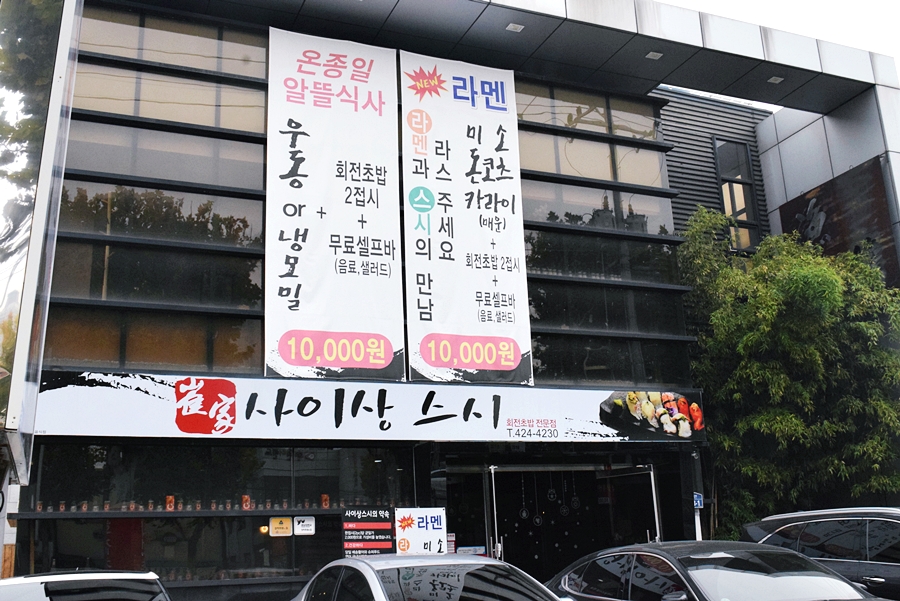 온종일
알뜰식사
우동 or 냉모밀
+
회전초밥
2접시
+
무료셀프바
(음료,샐러드)
10,000원
NEW
라멘
라멘과 스시의 만남
라스 주세요
미소
돈코츠
카라이
(매운)
+
회전초밥 2접시
+
무료셀프바
(음료,샐러드)
10,000원
崔家
사이상 스시
회전초밥 전문점
T.424-4230
사이상스시의 약속
NEW
라멘
라 미소